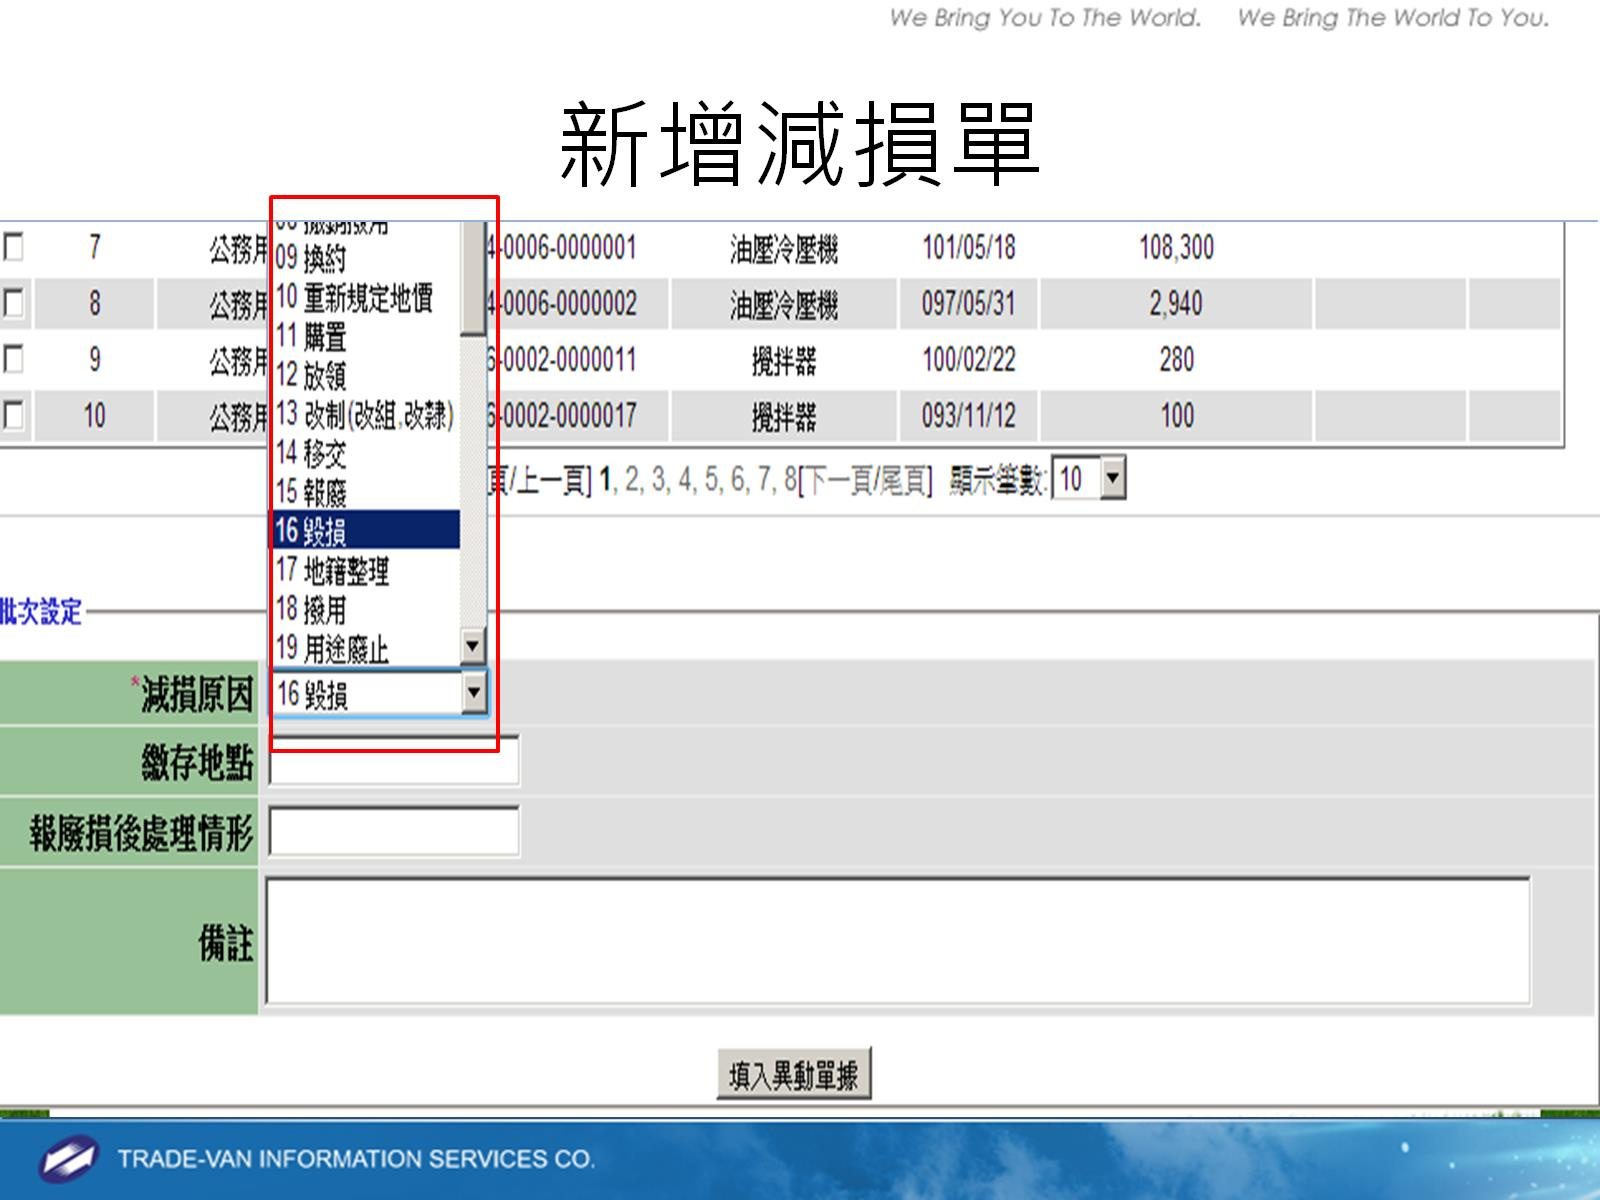 We Bring You To The World.    We Bring The World To You.
新增減損單
7 公務用 4-0006-0000001 油壓冷壓機 101/05/18 108,300
8 公務用 4-0006-0000002 油壓冷壓機 097/05/31 2,940
9 公務用 6-0002-0000011 攪拌器 100/02/22 280
10 公務用 6-0002-0000017 攪拌器 093/11/12 100
頁/上一頁] 1, 2, 3, 4, 5, 6, 7, 8[下一頁/尾頁] 顯示筆數: 10
09 換約
10 重新規定地價
11 購置
12 放領
13 改制(改組,改隸)
14 移交
15 報廢
16 毀損
17 地籍整理
18 撥用
19 用途廢止
批次設定
*減損原因 16 毀損
繳存地點
報廢損後處理情形
備註
填入異動單據
TRADE-VAN INFORMATION SERVICES CO.